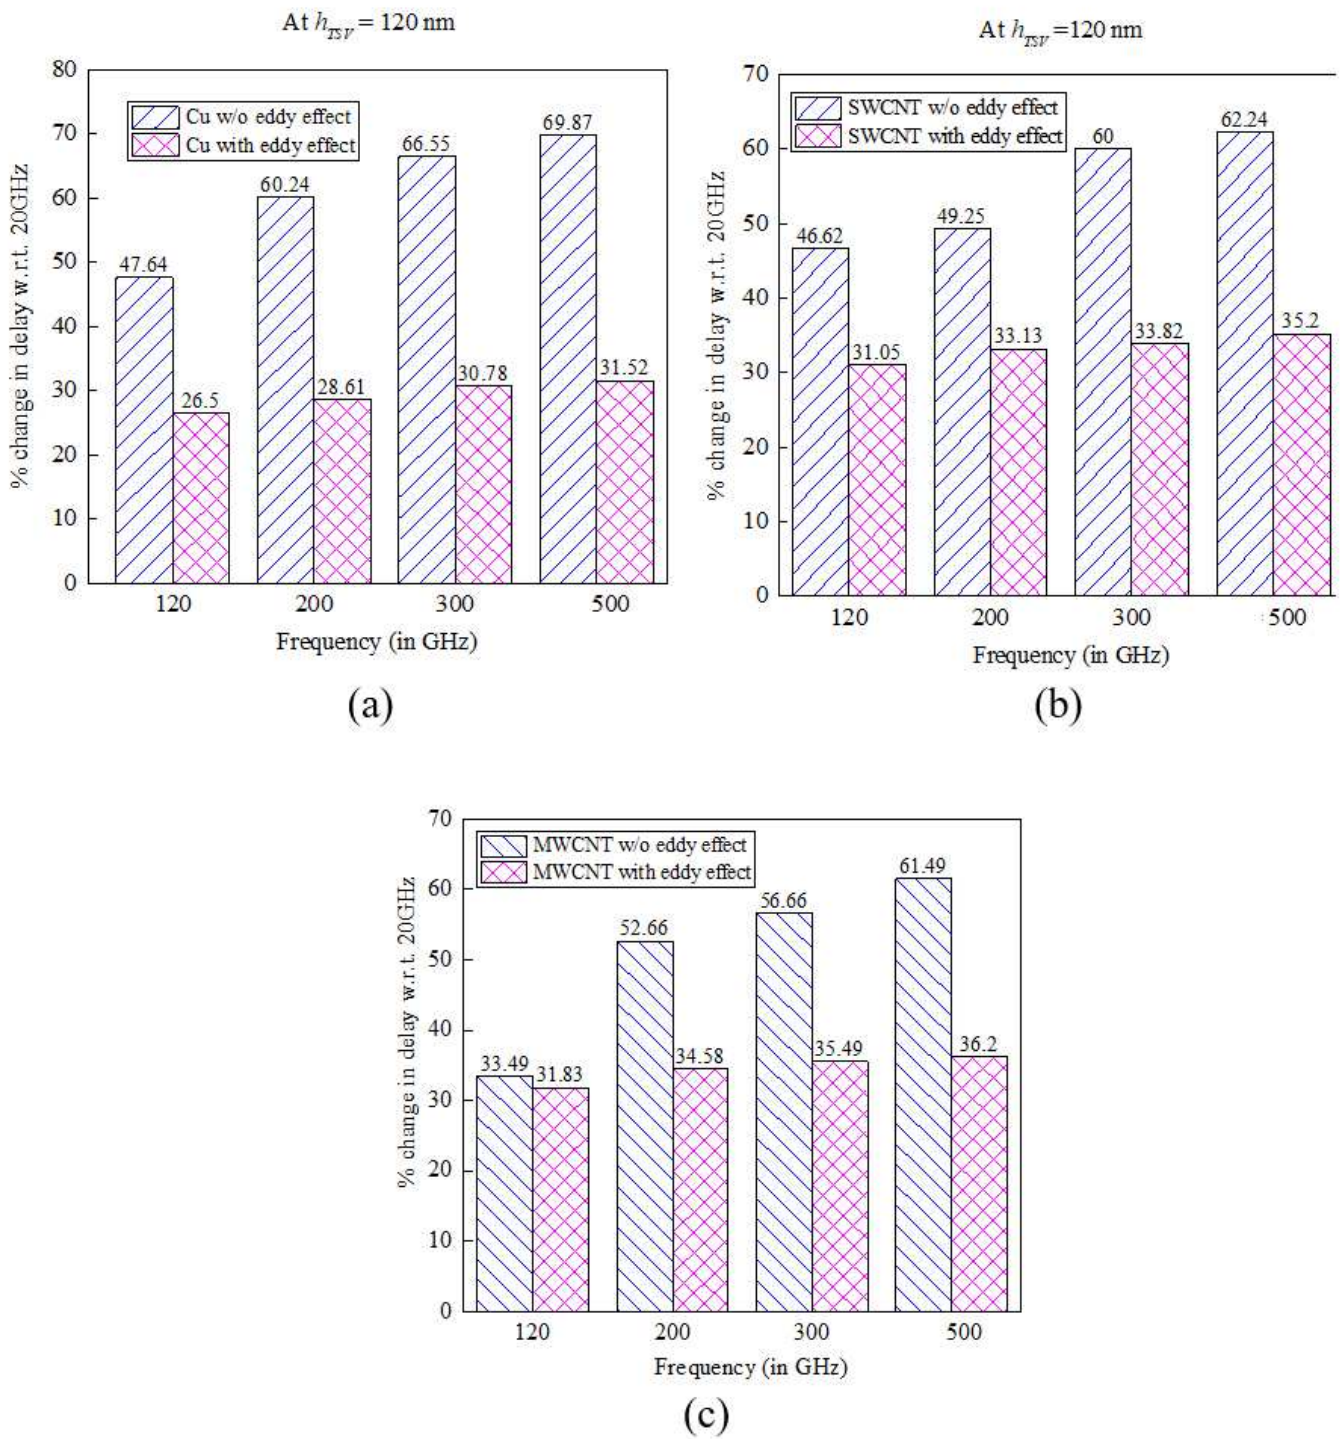 At h_TSV = 120 nm
80
70
60
50
40
30
20
10
0
% change in delay w.r.t. 20GHz
Cu w/o eddy effect
Cu with eddy effect
47.64
26.5
60.24
28.61
66.55
30.78
69.87
31.52
120 200 300 500
Frequency (in GHz)
(a)
At h_TSV =120 nm
70
60
50
40
30
20
10
0
% change in delay w.r.t. 20GHz
SWCNT w/o eddy effect
SWCNT with eddy effect
46.62
31.05
49.25
33.13
60
33.82
62.24
35.2
120 200 300 500
Frequency (in GHz)
(b)
70
60
50
40
30
20
10
0
% change in delay w.r.t. 20GHz
MWCNT w/o eddy effect
MWCNT with eddy effect
33.49
31.83
52.66
34.58
56.66
35.49
61.49
36.2
120 200 300 500
Frequency (in GHz)
(c)